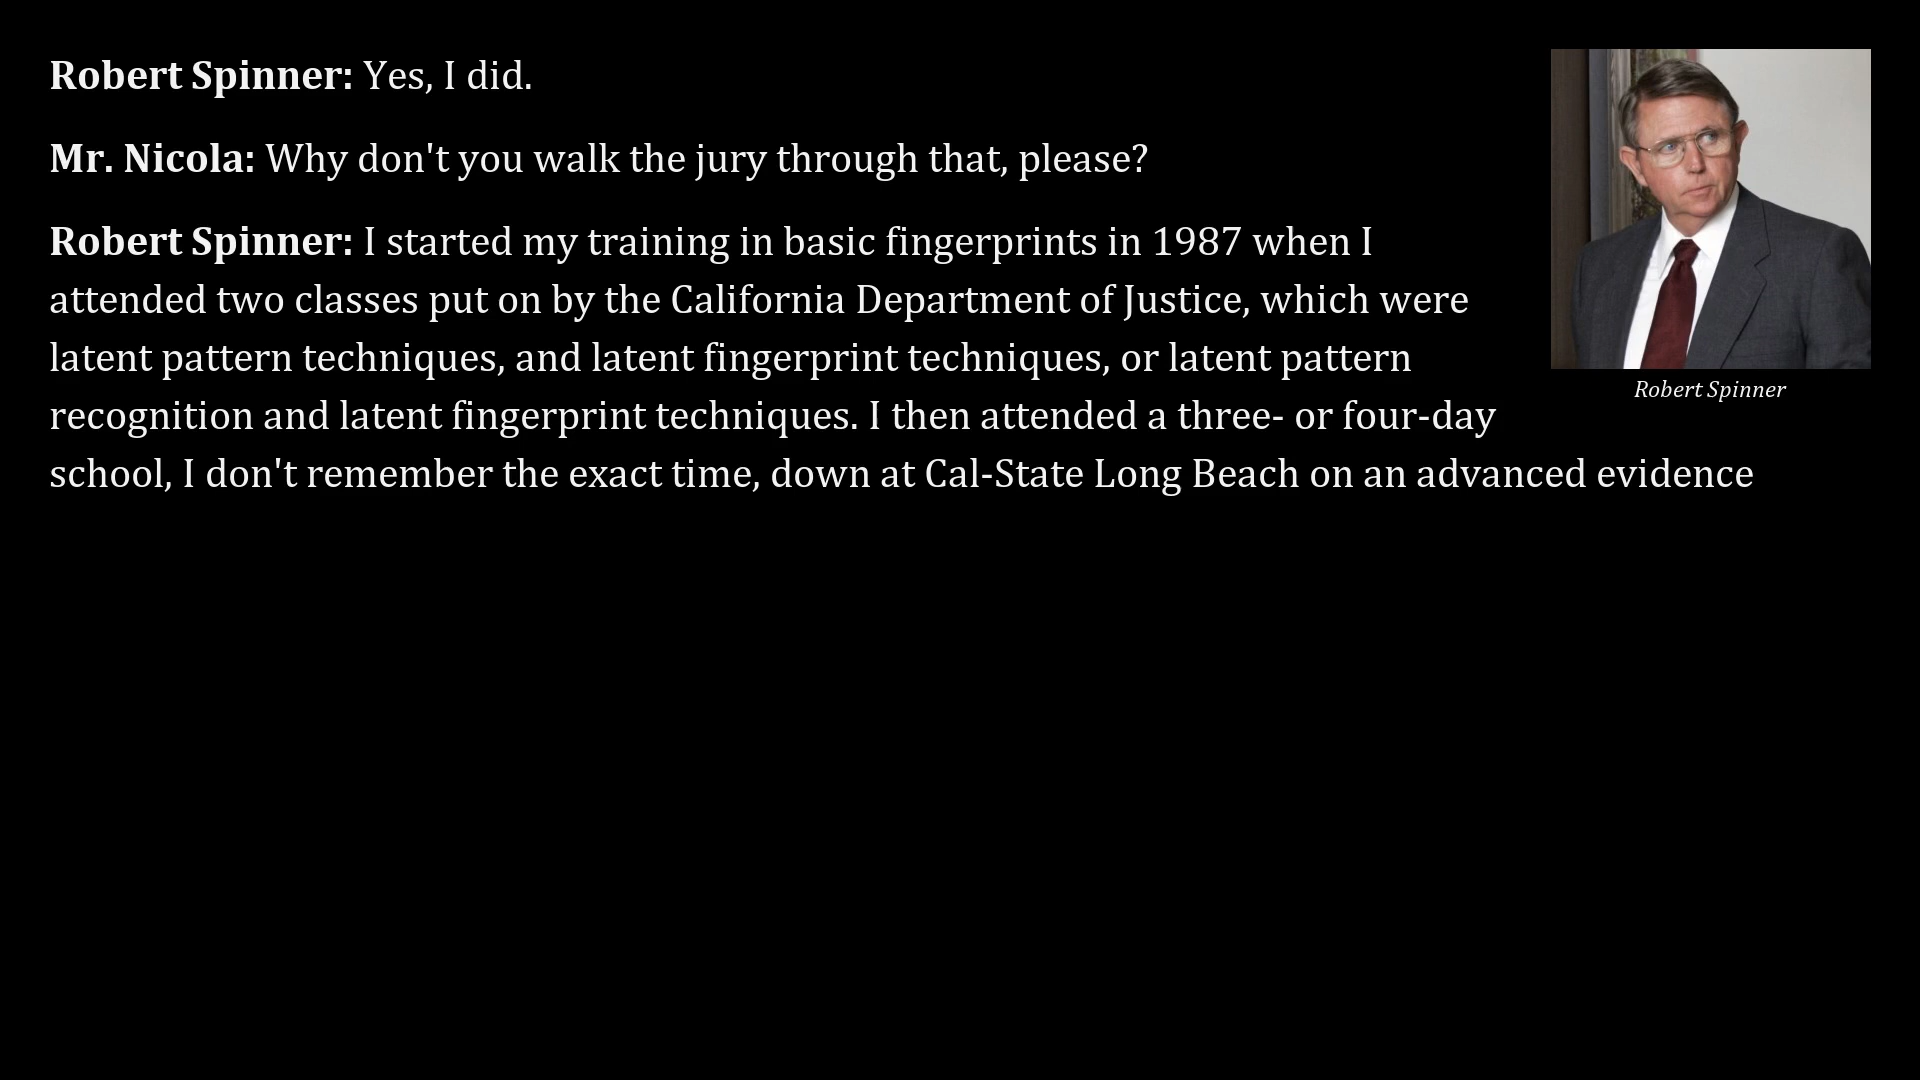 Robert Spinner: Yes, I did.
Mr. Nicola: Why don't you walk the jury through that, please?
Robert Spinner: I started my training in basic fingerprints in 1987 when I
attended two classes put on by the California Department of Justice, which were
latent pattern techniques, and latent fingerprint techniques, or latent pattern
recognition and latent fingerprint techniques. I then attended a three- or four-day
school, I don't remember the exact time, down at Cal-State Long Beach on an advanced evidence
Robert Spinner